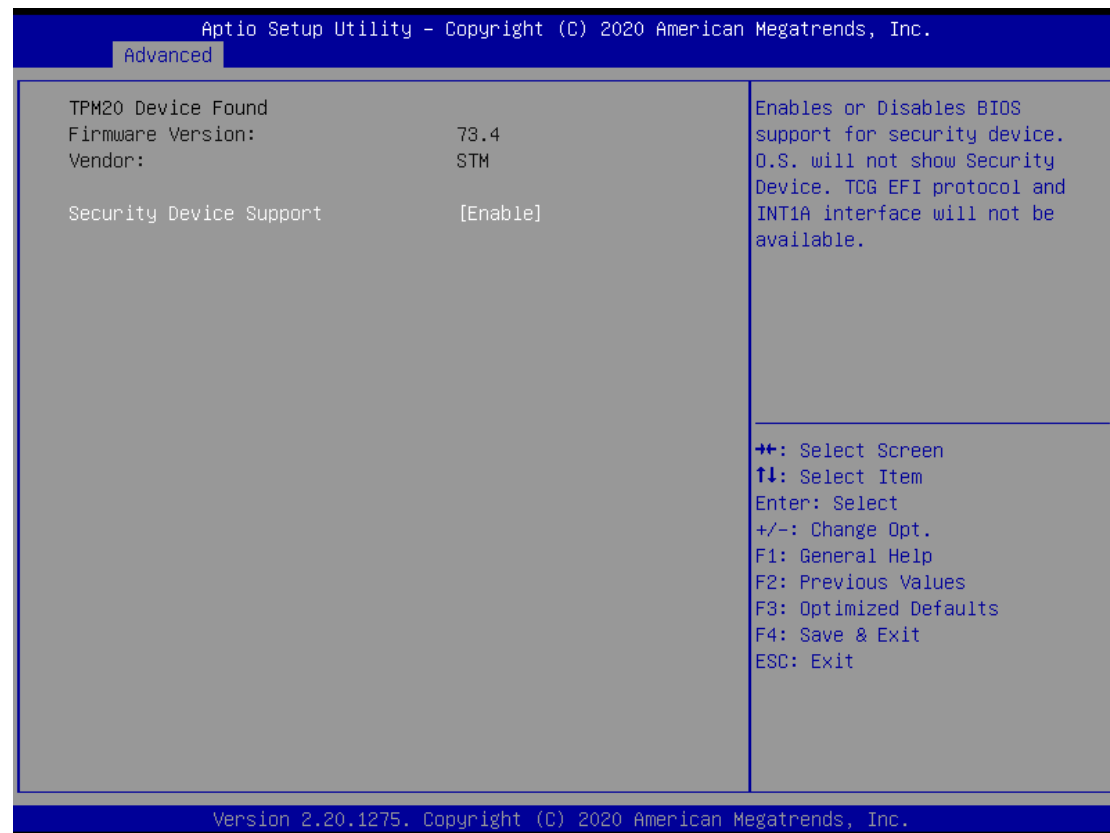 Aptio Setup Utility – Copyright (C) 2020 American Megatrends, Inc.
Advanced
TPM20 Device Found
Firmware Version: 73.4
Vendor: STM
Security Device Support [Enable]
Enables or Disables BIOS
support for security device.
O.S. will not show Security
Device. TCG EFI protocol and
INT1A interface will not be
available.
→←: Select Screen
↑↓: Select Item
Enter: Select
+/-: Change Opt.
F1: General Help
F2: Previous Values
F3: Optimized Defaults
F4: Save & Exit
ESC: Exit
Version 2.20.1275. Copyright (C) 2020 American Megatrends, Inc.